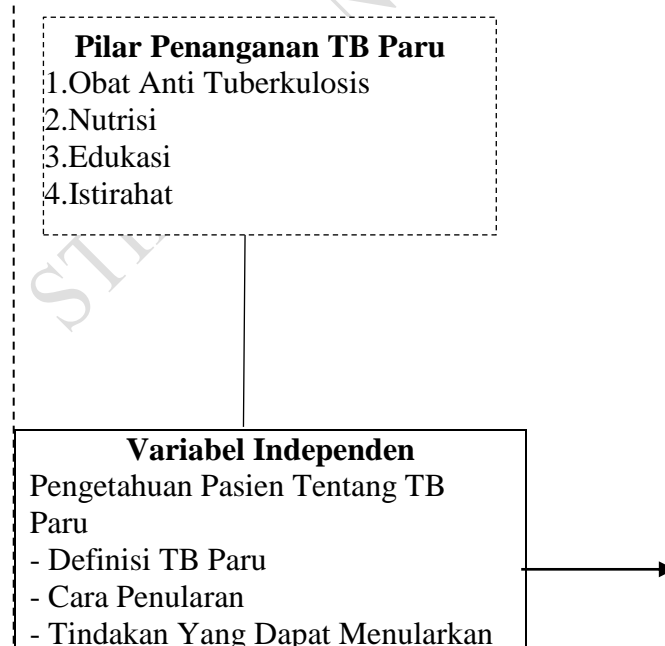 Pilar Penanganan TB Paru
1.Obat Anti Tuberkulosis
2.Nutrisi
3.Edukasi
4.Istirahat
Variabel Independen
Pengetahuan Pasien Tentang TB
Paru
- Definisi TB Paru
- Cara Penularan
- Tindakan Yang Dapat Menularkan